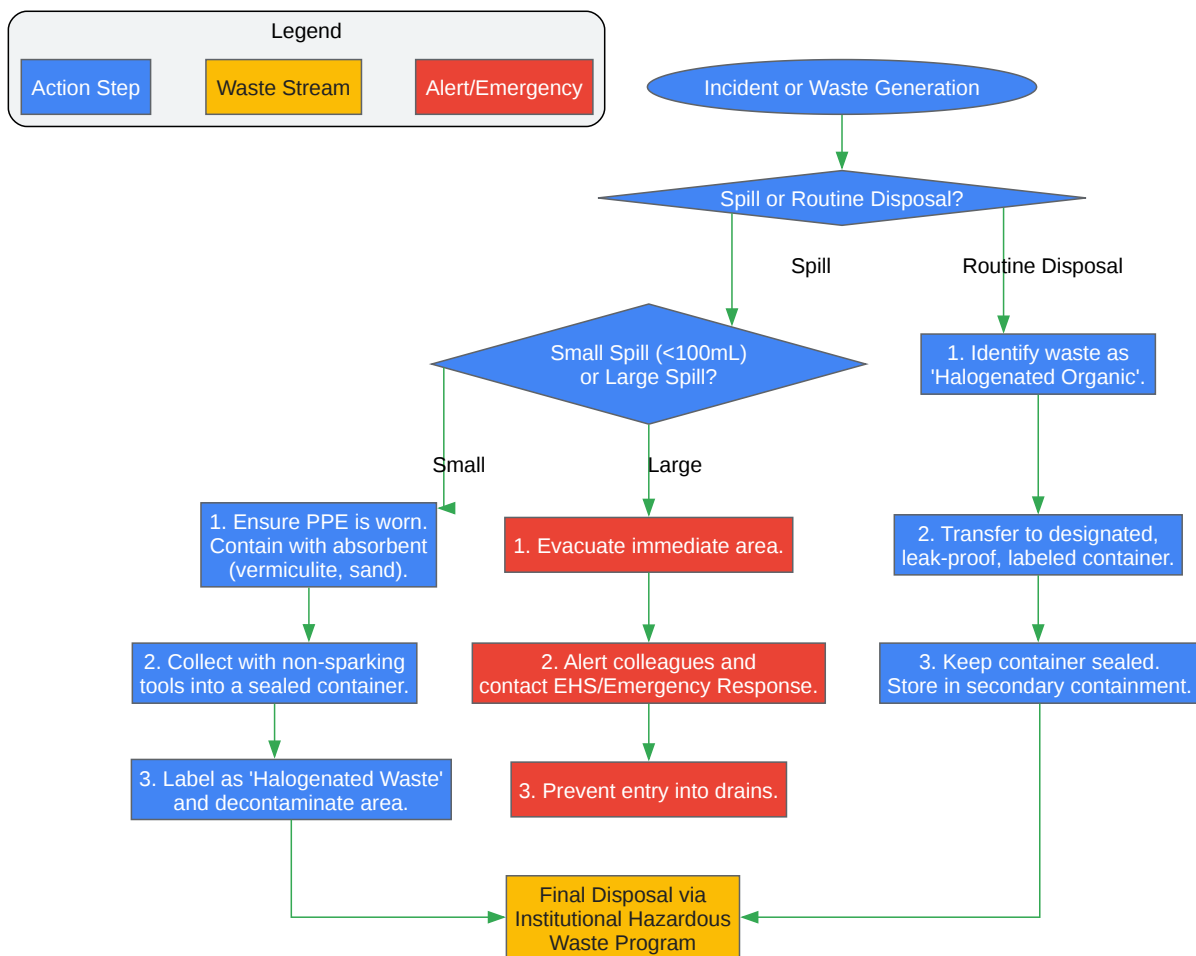 Legend
Action Step
Waste Stream
Alert/Emergency
Incident or Waste Generation
Spill or Routine Disposal?
Spill
Routine Disposal
Small Spill (<100mL)
or Large Spill?
1. Identify waste as
'Halogenated Organic'.
Small
Large
1. Ensure PPE is worn.
Contain with absorbent
(vermiculite, sand).
1. Evacuate immediate area.
2. Transfer to designated,
leak-proof, labeled container.
2. Collect with non-sparking
tools into a sealed container.
2. Alert colleagues and
contact EHS/Emergency Response.
3. Keep container sealed.
Store in secondary containment.
3. Label as 'Halogenated Waste'
and decontaminate area.
3. Prevent entry into drains.
Final Disposal via
Institutional Hazardous
Waste Program